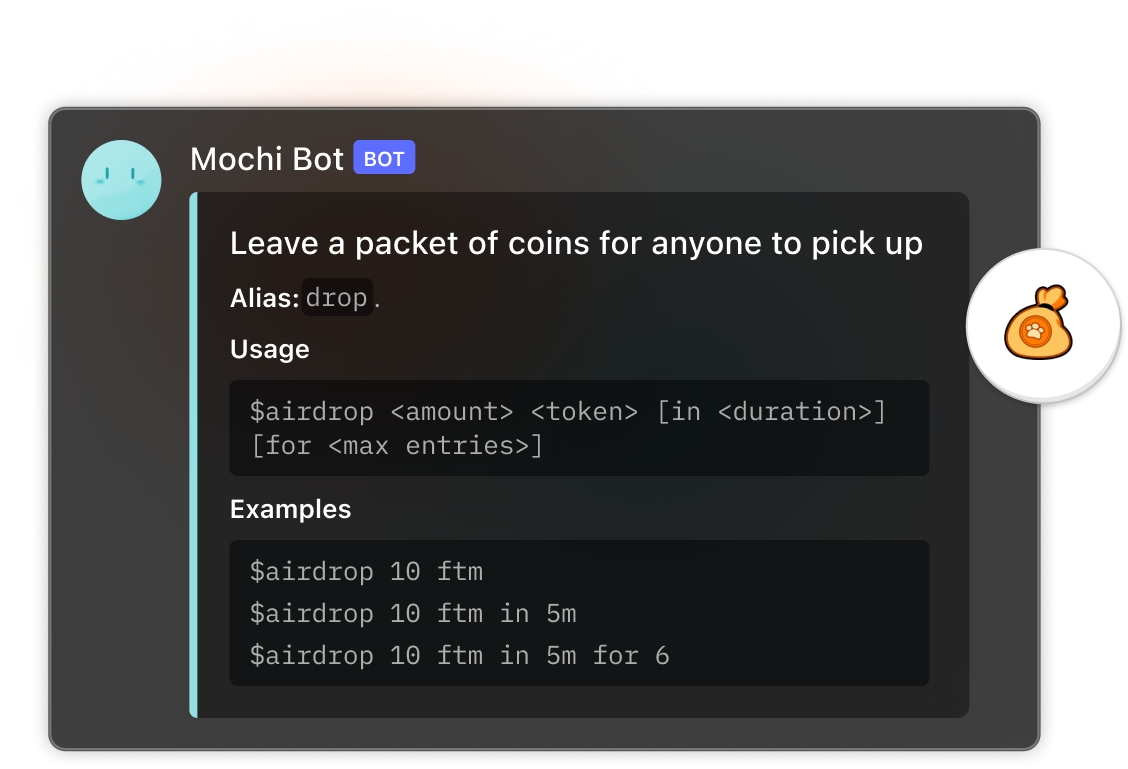 Mochi Bot BOT
Leave a packet of coins for anyone to pick up
Alias: drop.
Usage
$airdrop <amount> <token> [in <duration>]
[for <max entries>]
Examples
$airdrop 10 ftm
$airdrop 10 ftm in 5m
$airdrop 10 ftm in 5m for 6